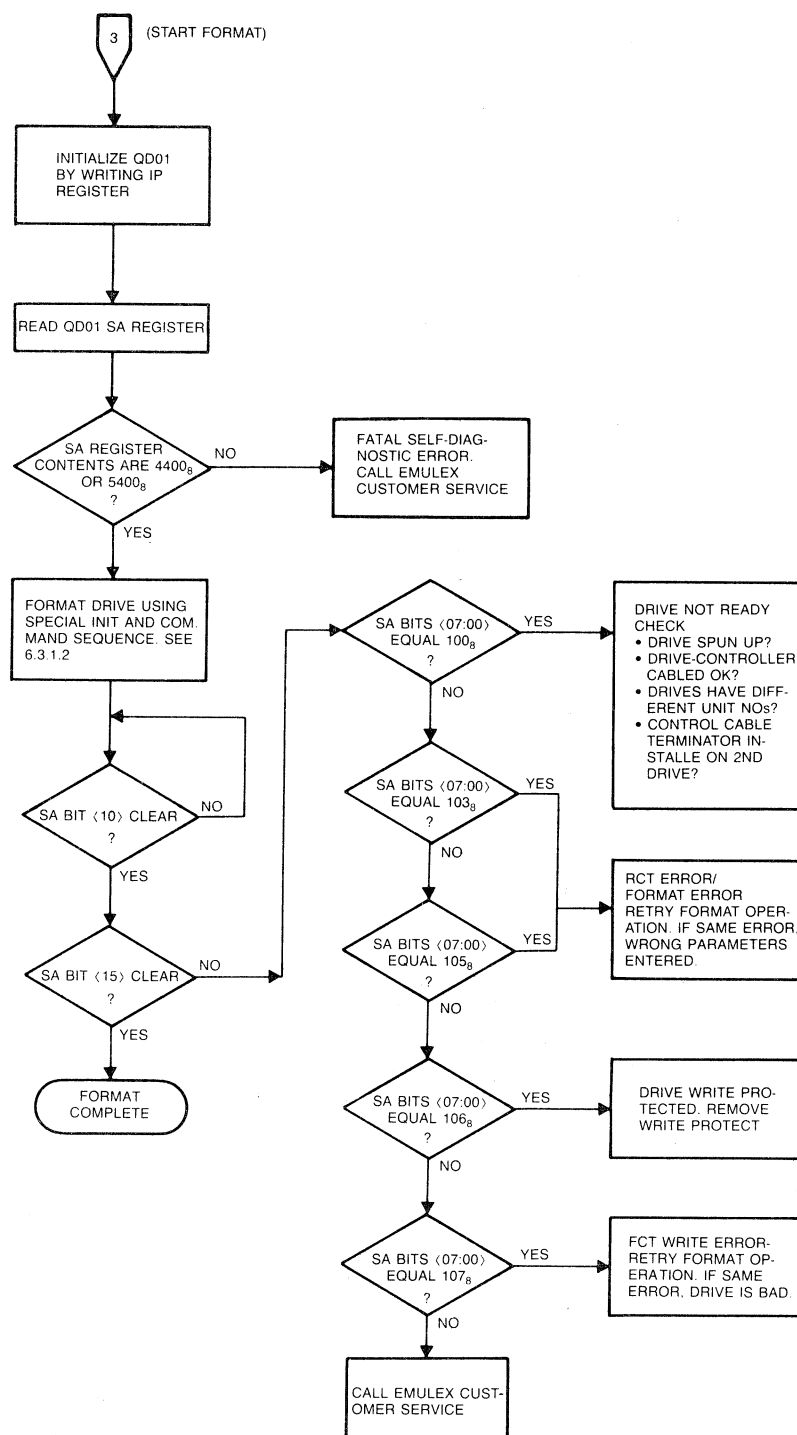 3
(START FORMAT)
INITIALIZE QD01
BY WRITING IP
REGISTER
READ QD01 SA REGISTER
SA REGISTER
CONTENTS ARE 4400₈
OR 5400₈
?
NO
YES
FATAL SELF-DIAG-
NOSTIC ERROR.
CALL EMULEX
CUSTOMER SERVICE
FORMAT DRIVE USING
SPECIAL INIT AND COM.
MAND SEQUENCE. SEE
6.3.1.2
SA BIT ⟨10⟩ CLEAR
?
NO
YES
SA BIT ⟨15⟩ CLEAR
?
NO
YES
FORMAT
COMPLETE
SA BITS ⟨07:00⟩
EQUAL 100₈
?
YES
NO
DRIVE NOT READY
CHECK
• DRIVE SPUN UP?
• DRIVE-CONTROLLER
CABLED OK?
• DRIVES HAVE DIFF-
ERENT UNIT NOs?
• CONTROL CABLE
TERMINATOR IN-
STALLE ON 2ND
DRIVE?
SA BITS ⟨07:00⟩
EQUAL 103₈
?
YES
NO
SA BITS ⟨07:00⟩
EQUAL 105₈
?
YES
NO
RCT ERROR/
FORMAT ERROR
RETRY FORMAT OPER-
ATION. IF SAME ERROR,
WRONG PARAMETERS
ENTERED.
SA BITS ⟨07:00⟩
EQUAL 106₈
?
YES
NO
DRIVE WRITE PRO-
TECTED. REMOVE
WRITE PROTECT
SA BITS ⟨07:00⟩
EQUAL 107₈
?
YES
NO
FCT WRITE ERROR-
RETRY FORMAT OP-
ERATION. IF SAME
ERROR, DRIVE IS BAD.
CALL EMULEX CUST-
OMER SERVICE